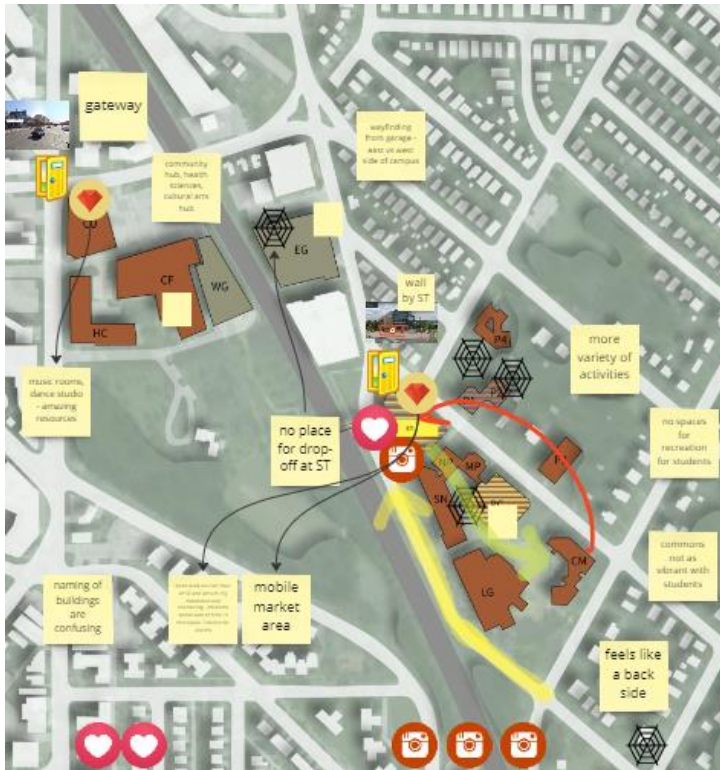 gateway
community
hub, health
sciences,
cultural arts
hub
wayfinding
from garage -
east vs west
side of campus
CU
CF
WG
HC
EG
wall
by ST
P4
more
variety of
activities
music rooms,
dance studio
- amazing
resources
no place
for drop-
off at ST
no spaces
for
recreation
for students
MP
SN
LG
CM
commons
not as
vibrant with
students
naming of
buildings
are
confusing
mobile
market
area
feels like
a back
side